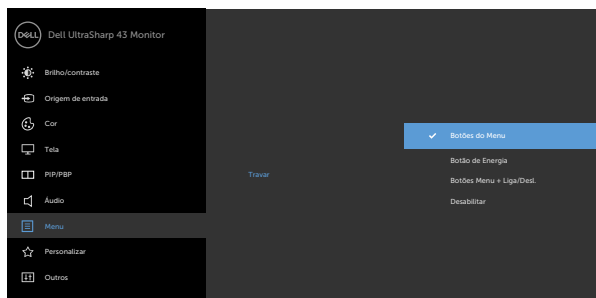 DELL
Dell UltraSharp 43 Monitor
Brilho/contraste
Origem de entrada
Cor
Tela
PIP/PBP
Áudio
Menu
Personalizar
Outros
Travar
Botões do Menu
Botão de Energia
Botões Menu + Liga/Desl.
Desabilitar